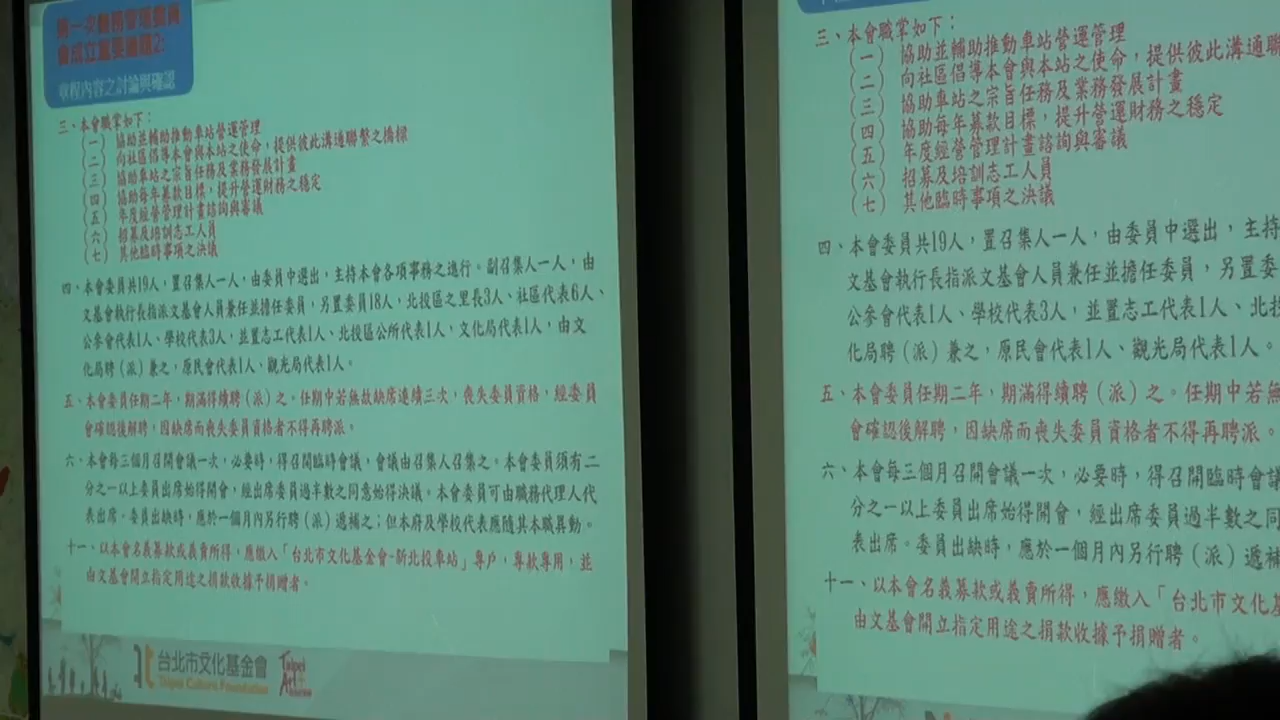 第一次勤務管理委員
會成立重要議題2:
章程內容之討論與確認
三、本會職掌如下：
(一) 協助並輔助推動車站營運管理
(二) 向社區倡導本會與本站之使命，提供彼此溝通聯繫之橋樑
(三) 協助車站之宗旨任務及業務發展計畫
(四) 協助每年募款目標，提升營運財務之穩定
(五) 年度經營管理計畫諮詢與審議
(六) 招募及培訓志工人員
(七) 其他臨時事項之決議
四、本會委員共19人，置召集人一人，由委員中選出，主持本會各項事務之進行。副召集人一人，由
文基會執行長指派文基會人員兼任並擔任委員，另置委員18人，北投區之里長3人、社區代表6人、
公參會代表1人、學校代表3人，並置志工代表1人、北投區公所代表1人，文化局代表1人，由文
化局聘（派）兼之，原民會代表1人、觀光局代表1人。
五、本會委員任期二年，期滿得續聘（派）之。任期中若無故缺席連續三次，喪失委員資格，經委員
會確認後解聘，因缺席而喪失委員資格者不得再聘派。
六、本會每三個月召開會議一次，必要時，得召開臨時會議，會議由召集人召集之。本會委員須有二
分之一以上委員出席始得開會，經出席委員過半數之同意始得決議。本會委員可由職務代理人代
表出席。委員出缺時，應於一個月內另行聘（派）遞補之；但本府及學校代表應隨其本職異動。
十一、以本會名義募款或義賣所得，應繳入「台北市文化基金會-新北投車站」專戶，專款專用，並
由文基會開立指定用途之捐款收據予捐贈者。
台北市文化基金會
Taipei Culture Foundation
Taipei
Art
三、本會職掌如下：
(一) 協助並輔助推動車站營運管理
(二) 向社區倡導本會與本站之使命，提供彼此溝通聯
(三) 協助車站之宗旨任務及業務發展計畫
(四) 協助每年募款目標，提升營運財務之穩定
(五) 年度經營管理計畫諮詢與審議
(六) 招募及培訓志工人員
(七) 其他臨時事項之決議
四、本會委員共19人，置召集人一人，由委員中選出，主持
文基會執行長指派文基會人員兼任並擔任委員，另置委
公參會代表1人、學校代表3人，並置志工代表1人、北投
化局聘（派）兼之，原民會代表1人、觀光局代表1人。
五、本會委員任期二年，期滿得續聘（派）之。任期中若無
會確認後解聘，因缺席而喪失委員資格者不得再聘派。
六、本會每三個月召開會議一次，必要時，得召開臨時會議
分之一以上委員出席始得開會，經出席委員過半數之同
表出席。委員出缺時，應於一個月內另行聘（派）遞補
十一、以本會名義募款或義賣所得，應繳入「台北市文化基
由文基會開立指定用途之捐款收據予捐贈者。